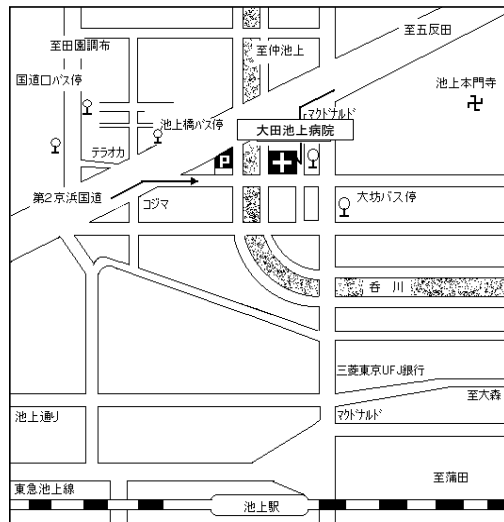 至五反田
至田園調布
至仲池上
国道口バス停
池上本門寺
卍
マクドナルド
池上橋バス停
大田池上病院
テラオカ
P
第2京浜国道
コジマ
大坊バス停
呑川
三菱東京UFJ銀行
至大森
池上通り
マクドナルド
至蒲田
東急池上線
池上駅